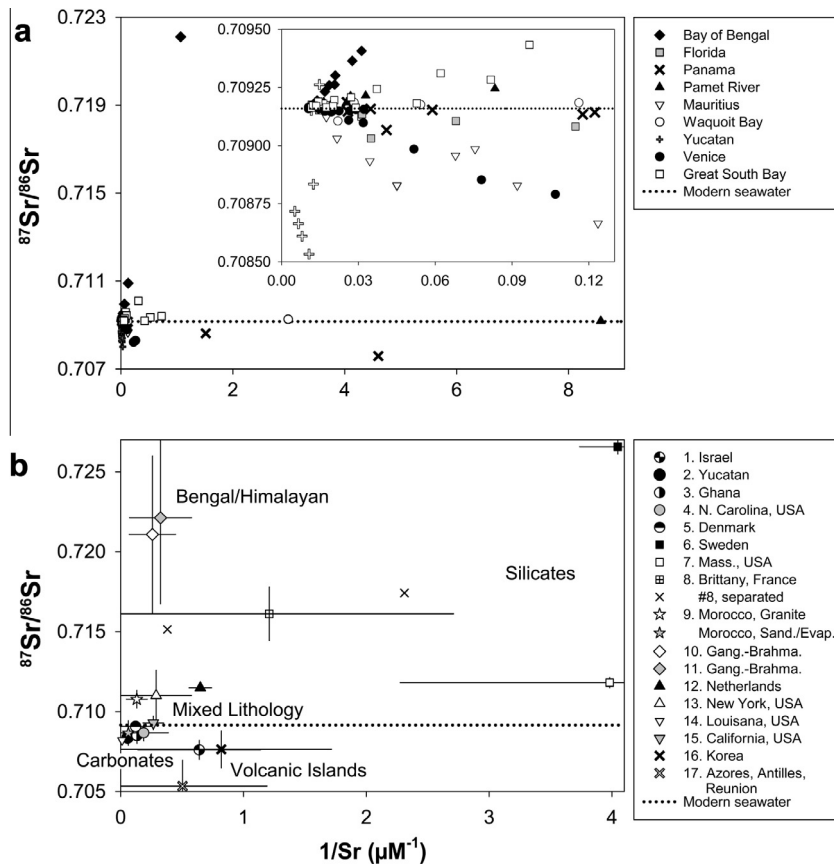 a
0.723
0.719
0.715
0.711
0.707
87Sr/86Sr
0 2 4 6 8
0.70950
0.70925
0.70900
0.70875
0.70850
0.00 0.03 0.06 0.09 0.12
Bay of Bengal
Florida
Panama
Pamet River
Mauritius
Waquoit Bay
Yucatan
Venice
Great South Bay
Modern seawater
b
0.725
0.720
0.715
0.710
0.705
87Sr/86Sr
Bengal/Himalayan
Silicates
Mixed Lithology
Carbonates
Volcanic Islands
0 1 2 3 4
1/Sr (µM-1)
1. Israel
2. Yucatan
3. Ghana
4. N. Carolina, USA
5. Denmark
6. Sweden
7. Mass., USA
8. Brittany, France
#8, separated
9. Morocco, Granite
Morocco, Sand./Evap.
10. Gang.-Brahma.
11. Gang.-Brahma.
12. Netherlands
13. New York, USA
14. Louisana, USA
15. California, USA
16. Korea
17. Azores, Antilles,
Reunion
Modern seawater